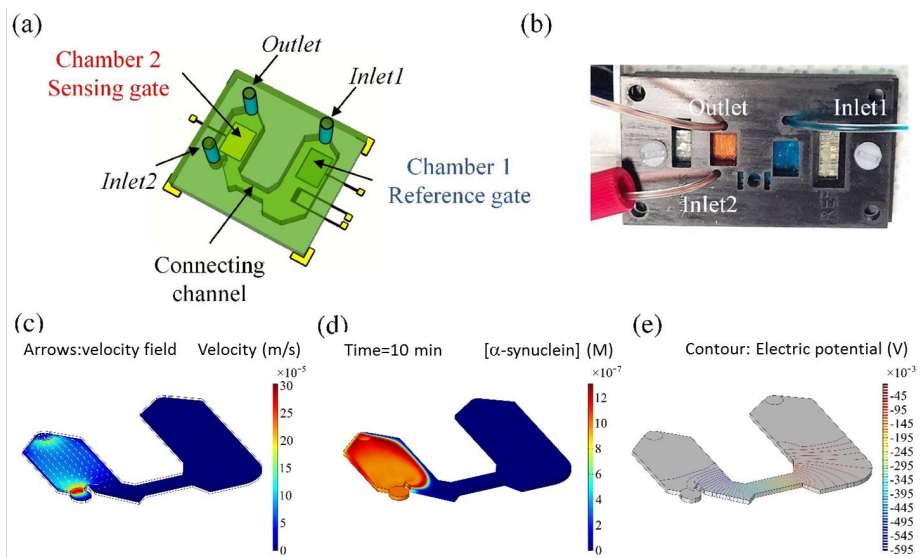 (a)
Outlet
Chamber 2
Sensing gate
Inlet1
Inlet2
Chamber 1
Reference gate
Connecting
channel
(b)
Outlet
Inlet1
Inlet2
REF
(c)
Arrows:velocity field
Velocity (m/s)
×10⁻⁵
30
25
20
15
10
5
0
(d)
Time=10 min
[α-synuclein] (M)
×10⁻⁷
12
10
8
6
4
2
0
(e)
Contour: Electric potential (V)
×10⁻³
-45
-95
-145
-195
-245
-295
-345
-395
-445
-495
-545
-595